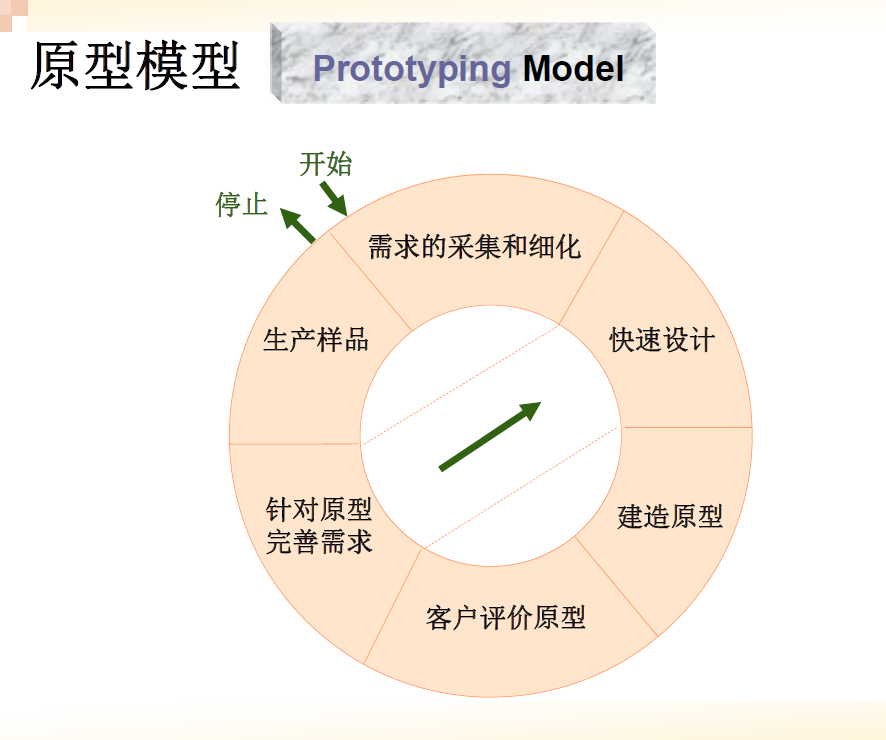 原型模型
Prototyping Model
开始
停止
需求的采集和细化
快速设计
建造原型
客户评价原型
针对原型
完善需求
生产样品